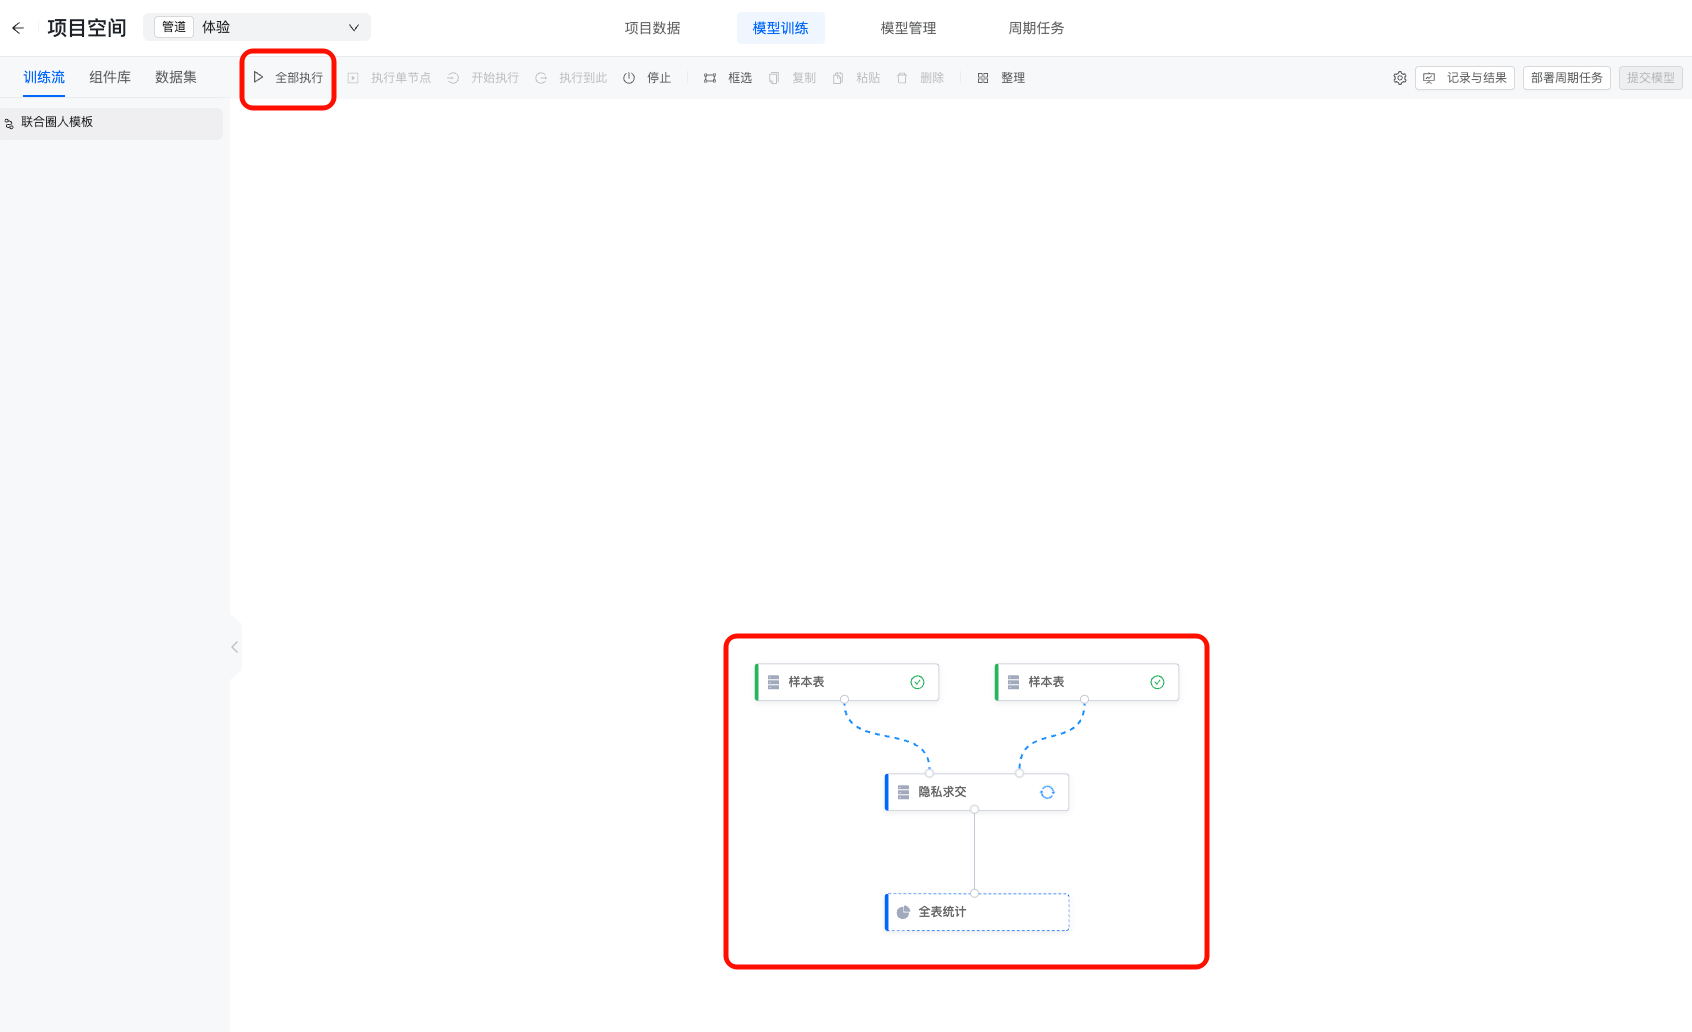 项目空间 管道 体验 项目数据 模型训练 模型管理 周期任务
训练流 组件库 数据集 全部执行 执行单节点 开始执行 执行到此 停止 框选 复制 粘贴 删除 整理 记录与结果 部署周期任务 提交模型
联合圈人模板
样本表 样本表
隐私求交
全表统计